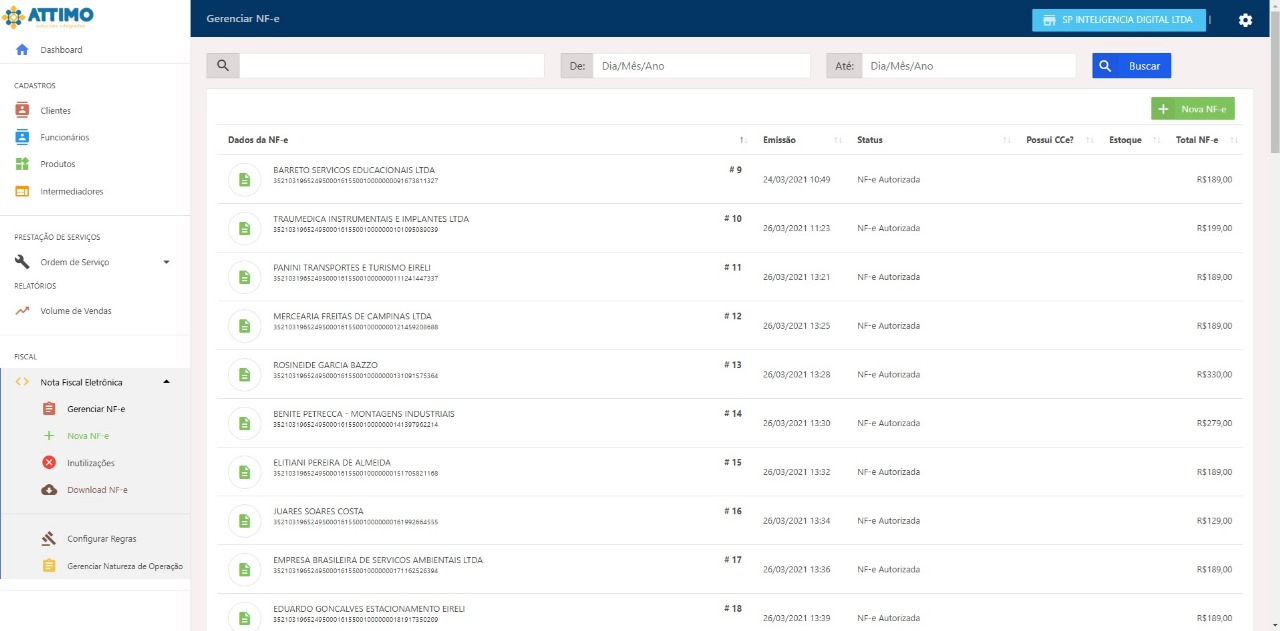 ATTIMO
Dashboard
CADASTROS
Clientes
Funcionários
Produtos
Intermediadores
PRESTAÇÃO DE SERVIÇOS
Ordem de Serviço
RELATÓRIOS
Volume de Vendas
FISCAL
Nota Fiscal Eletrônica
Gerenciar NF-e
Nova NF-e
Inutilizações
Download NF-e
Configurar Regras
Gerenciar Natureza de Operação
Gerenciar NF-e
SP INTELIGENCIA DIGITAL LTDA |
De: Dia/Mês/Ano Até: Dia/Mês/Ano Buscar
Nova NF-e
Dados da NF-e Emissão Status Possui CCe? Estoque Total NF-e
BARRETO SERVICOS EDUCACIONAIS LTDA # 9
24/03/2021 10:49 NF-e Autorizada R$189,00
TRAUMEDICA INSTRUMENTAIS E IMPLANTES LTDA # 10
26/03/2021 11:23 NF-e Autorizada R$199,00
PANINI TRANSPORTES E TURISMO EIRELI # 11
26/03/2021 13:21 NF-e Autorizada R$189,00
MERCEARIA FREITAS DE CAMPINAS LTDA # 12
26/03/2021 13:25 NF-e Autorizada R$189,00
ROSINEIDE GARCIA BAZZO # 13
26/03/2021 13:28 NF-e Autorizada R$330,00
BENITE PETRECCA - MONTAGENS INDUSTRIAIS # 14
26/03/2021 13:30 NF-e Autorizada R$279,00
ELITIANI PEREIRA DE ALMEIDA # 15
26/03/2021 13:32 NF-e Autorizada R$189,00
JUARES SOARES COSTA # 16
26/03/2021 13:34 NF-e Autorizada R$129,00
EMPRESA BRASILEIRA DE SERVICOS AMBIENTAIS LTDA # 17
26/03/2021 13:36 NF-e Autorizada R$189,00
EDUARDO GONCALVES ESTACIONAMENTO EIRELI # 18
26/03/2021 13:39 NF-e Autorizada R$189,00